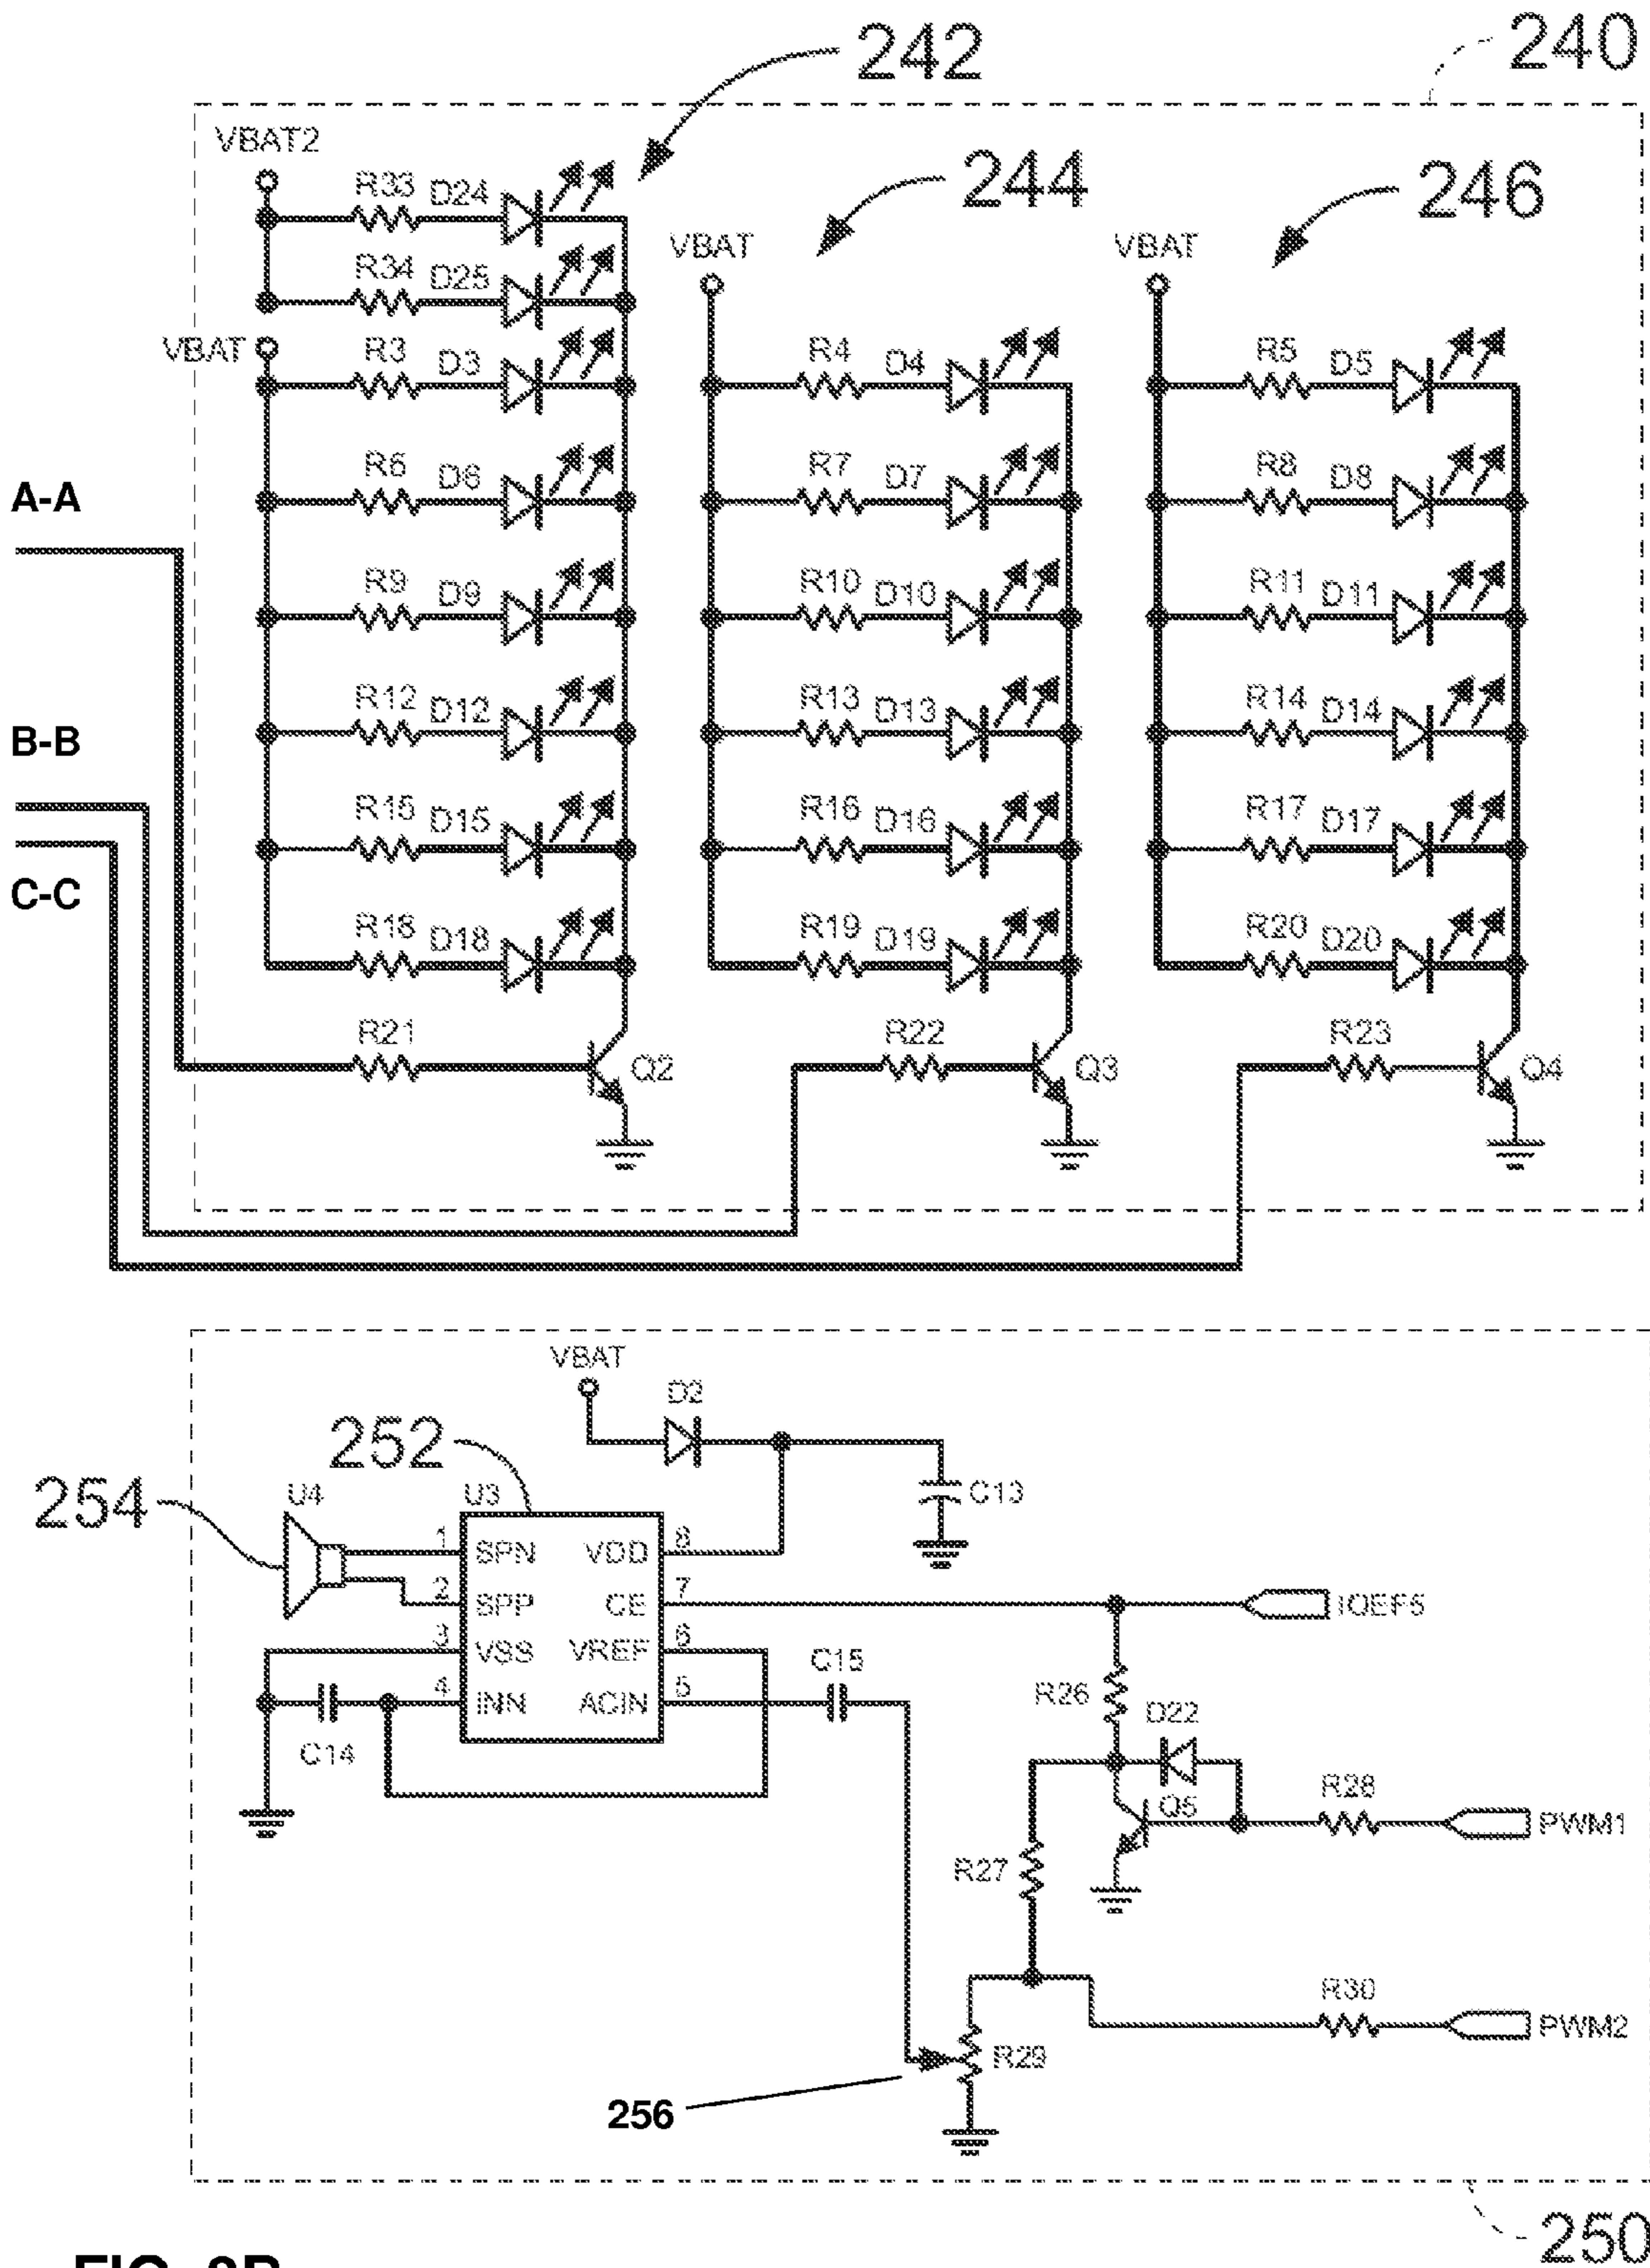 242
240
VBAT2
244
246
R33 D24
R34 D25
VBAT
VBAT
VBAT
R3 D3
R4 D4
R5 D5
A-A
R6 D6
R7 D7
R8 D8
R9 D9
R10 D10
R11 D11
B-B
R12 D12
R13 D13
R14 D14
R15 D15
R16 D16
R17 D17
C-C
R18 D18
R19 D19
R20 D20
R21
Q2
R22
Q3
R23
Q4
VBAT
D2
252
254
U4
U3
C13
1 SPN VDD 8
2 SPP CE 7
IOEF5
3 VSS VREF 6
4 INN ACIN 5
C15
C14
R26
D22
Q5
R28
PWM1
R27
R30
PWM2
R29
256
250